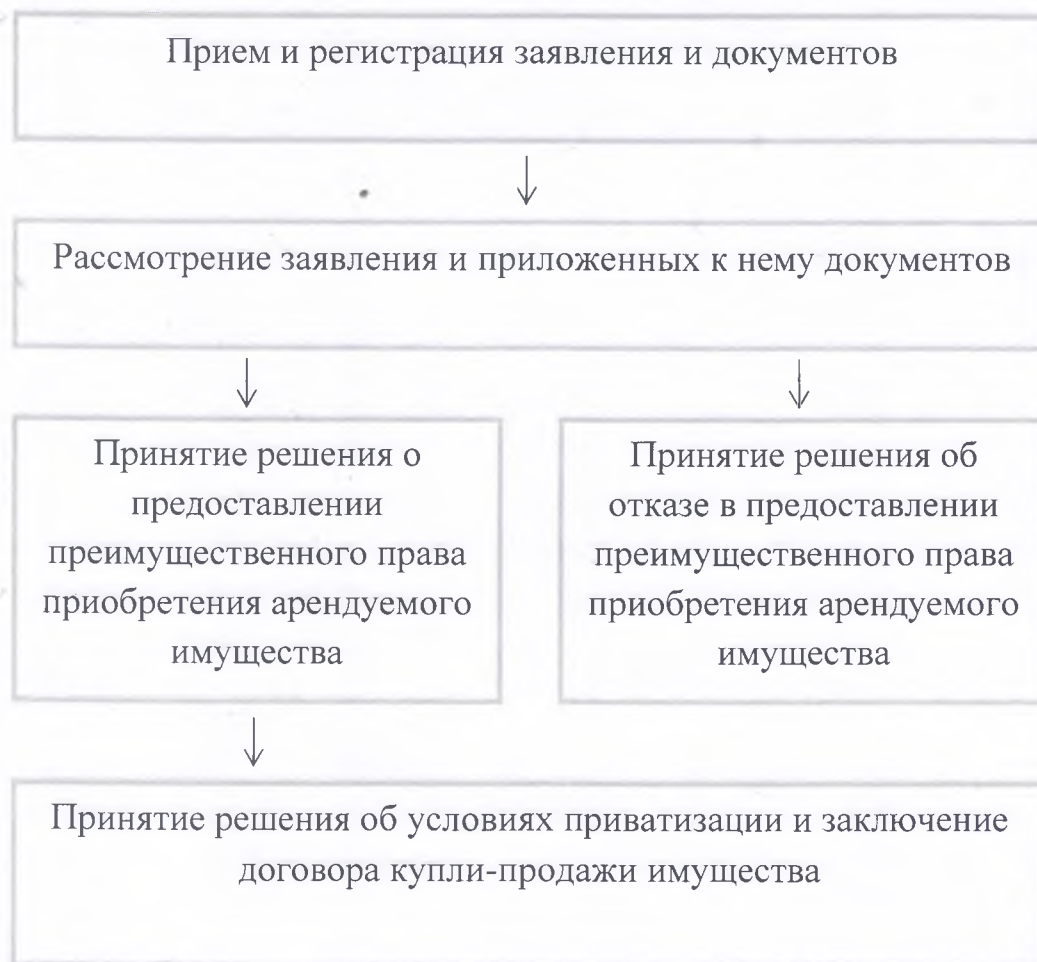 Прием и регистрация заявления и документов
Рассмотрение заявления и приложенных к нему документов
Принятие решения о
предоставлении
преимущественного права
приобретения арендуемого
имущества
Принятие решения об
отказе в предоставлении
преимущественного права
приобретения арендуемого
имущества
Принятие решения об условиях приватизации и заключение
договора купли-продажи имущества